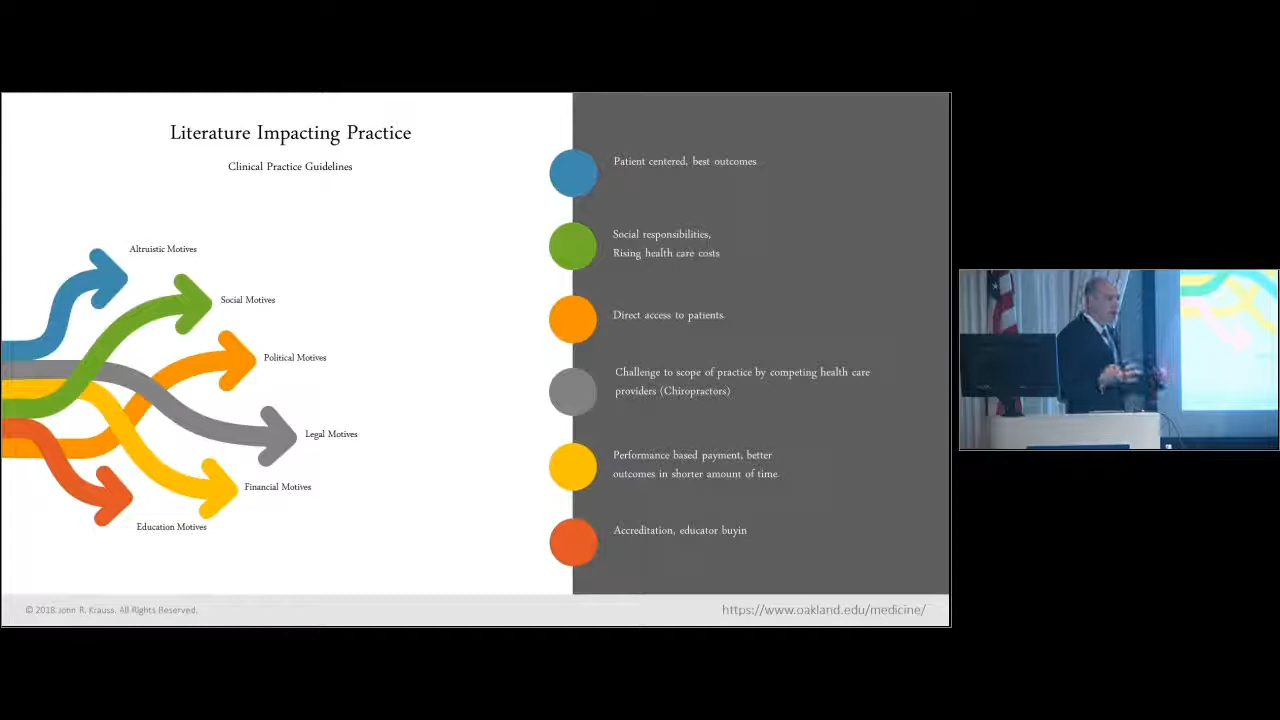 Literature Impacting Practice
Clinical Practice Guidelines
Altruistic Motives
Social Motives
Political Motives
Legal Motives
Financial Motives
Education Motives
Patient centered, best outcomes
Social responsibilities,
Rising health care costs
Direct access to patients
Challenge to scope of practice by competing health care
providers (Chiropractors)
Performance based payment, better
outcomes in shorter amount of time
Accreditation, educator buyin
© 2018 John R. Krauss. All Rights Reserved.
https://www.oakland.edu/medicine/